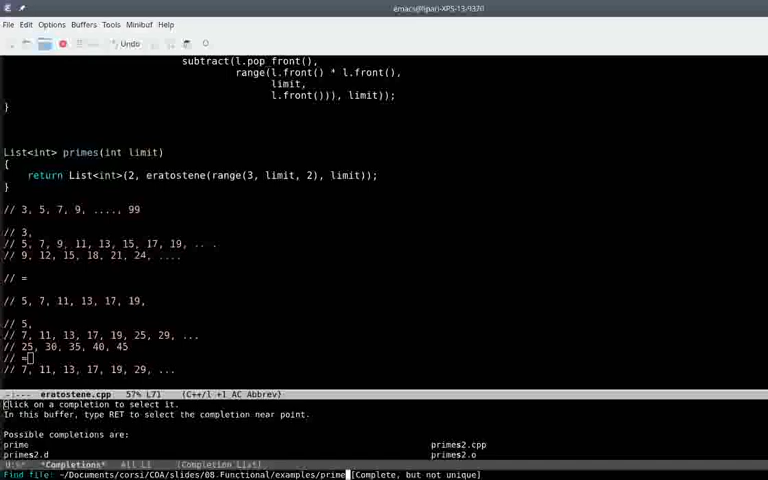 emacs@lipari-XPS-13-9370
File Edit Options Buffers Tools Minibuf Help
Undo
subtract(l.pop_front(),
range(l.front() * l.front(),
limit,
l.front())), limit));
}
List<int> primes(int limit)
{
return List<int>(2, eratostene(range(3, limit, 2), limit));
}
// 3, 5, 7, 9, ...., 99
// 3,
// 5, 7, 9, 11, 13, 15, 17, 19, .. .
// 9, 12, 15, 18, 21, 24, ....
// =
// 5, 7, 11, 13, 17, 19,
// 5,
// 7, 11, 13, 17, 19, 25, 29, ...
// 25, 30, 35, 40, 45
// =
// 7, 11, 13, 17, 19, 29, ...
eratostene.cpp 57% L71 (C++/l +1 AC Abbrev)
Click on a completion to select it.
In this buffer, type RET to select the completion near point.
Possible completions are:
prime primes2.cpp
primes2.d primes2.o
*Completions* All L1 (Completion List)
Find file: ~/Documents/corsi/COA/slides/08.Functional/examples/prime [Complete, but not unique]